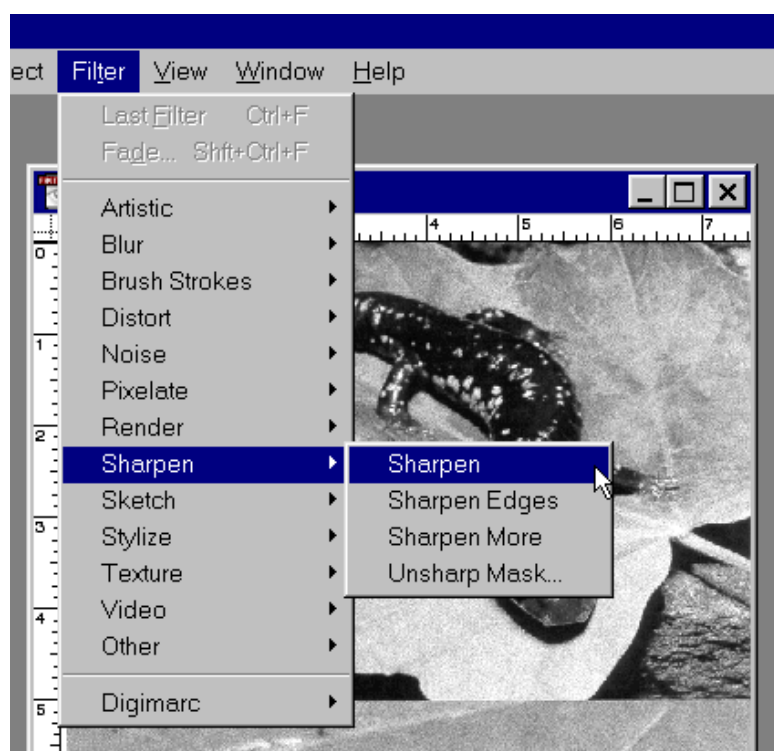 ect Filter View Window Help
Last Filter Ctrl+F
Fade... Shft+Ctrl+F
Artistic
Blur
Brush Strokes
Distort
Noise
Pixelate
Render
Sharpen
Sketch
Stylize
Texture
Video
Other
Digimarc
Sharpen
Sharpen Edges
Sharpen More
Unsharp Mask...
4 5 6 7
0
1
2
3
4
5